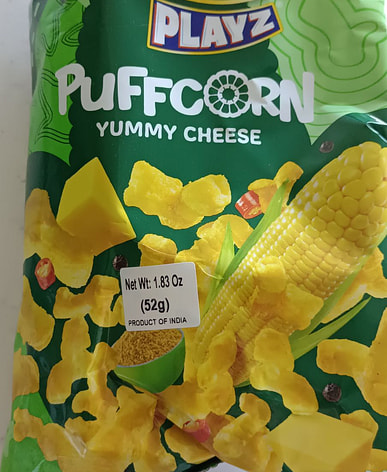 PLAYZ
PUFFCORN
YUMMY CHEESE
Net Wt: 1.83 Oz
(52g)
PRODUCT OF INDIA